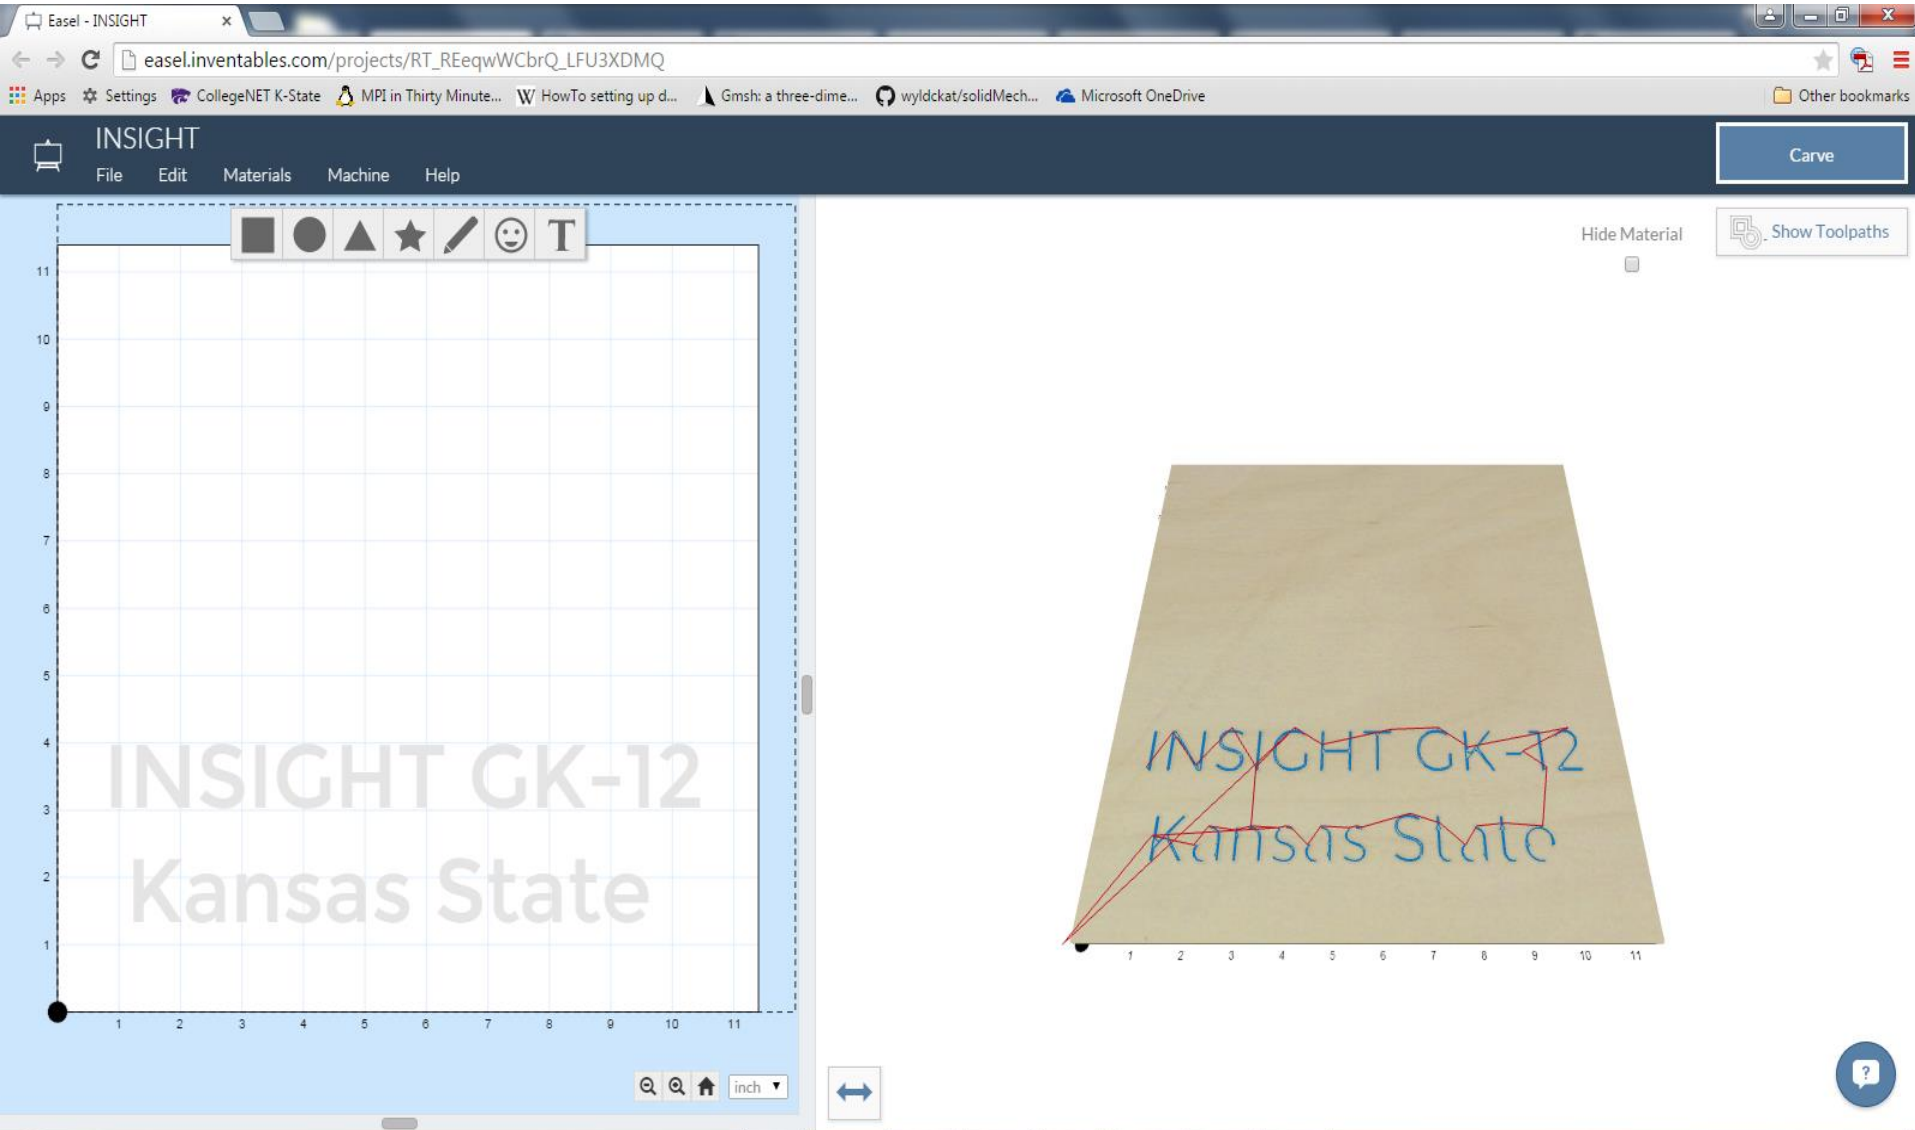 Easel - INSIGHT x
easel.inventables.com/projects/RT_REeqwWCbrQ_LFU3XDMQ
Apps Settings CollegeNET K-State MPI in Thirty Minute... W HowTo setting up d... Gmsh: a three-dime... wyldckat/solidMech... Microsoft OneDrive Other bookmarks
INSIGHT
File Edit Materials Machine Help
Carve
T
Hide Material
Show Toolpaths
11
10
9
8
7
6
5
4
3
2
1
INSIGHT GK-12
Kansas State
1 2 3 4 5 6 7 8 9 10 11
inch
INSIGHT GK-12
Kansas State
1 2 3 4 5 6 7 8 9 10 11
?